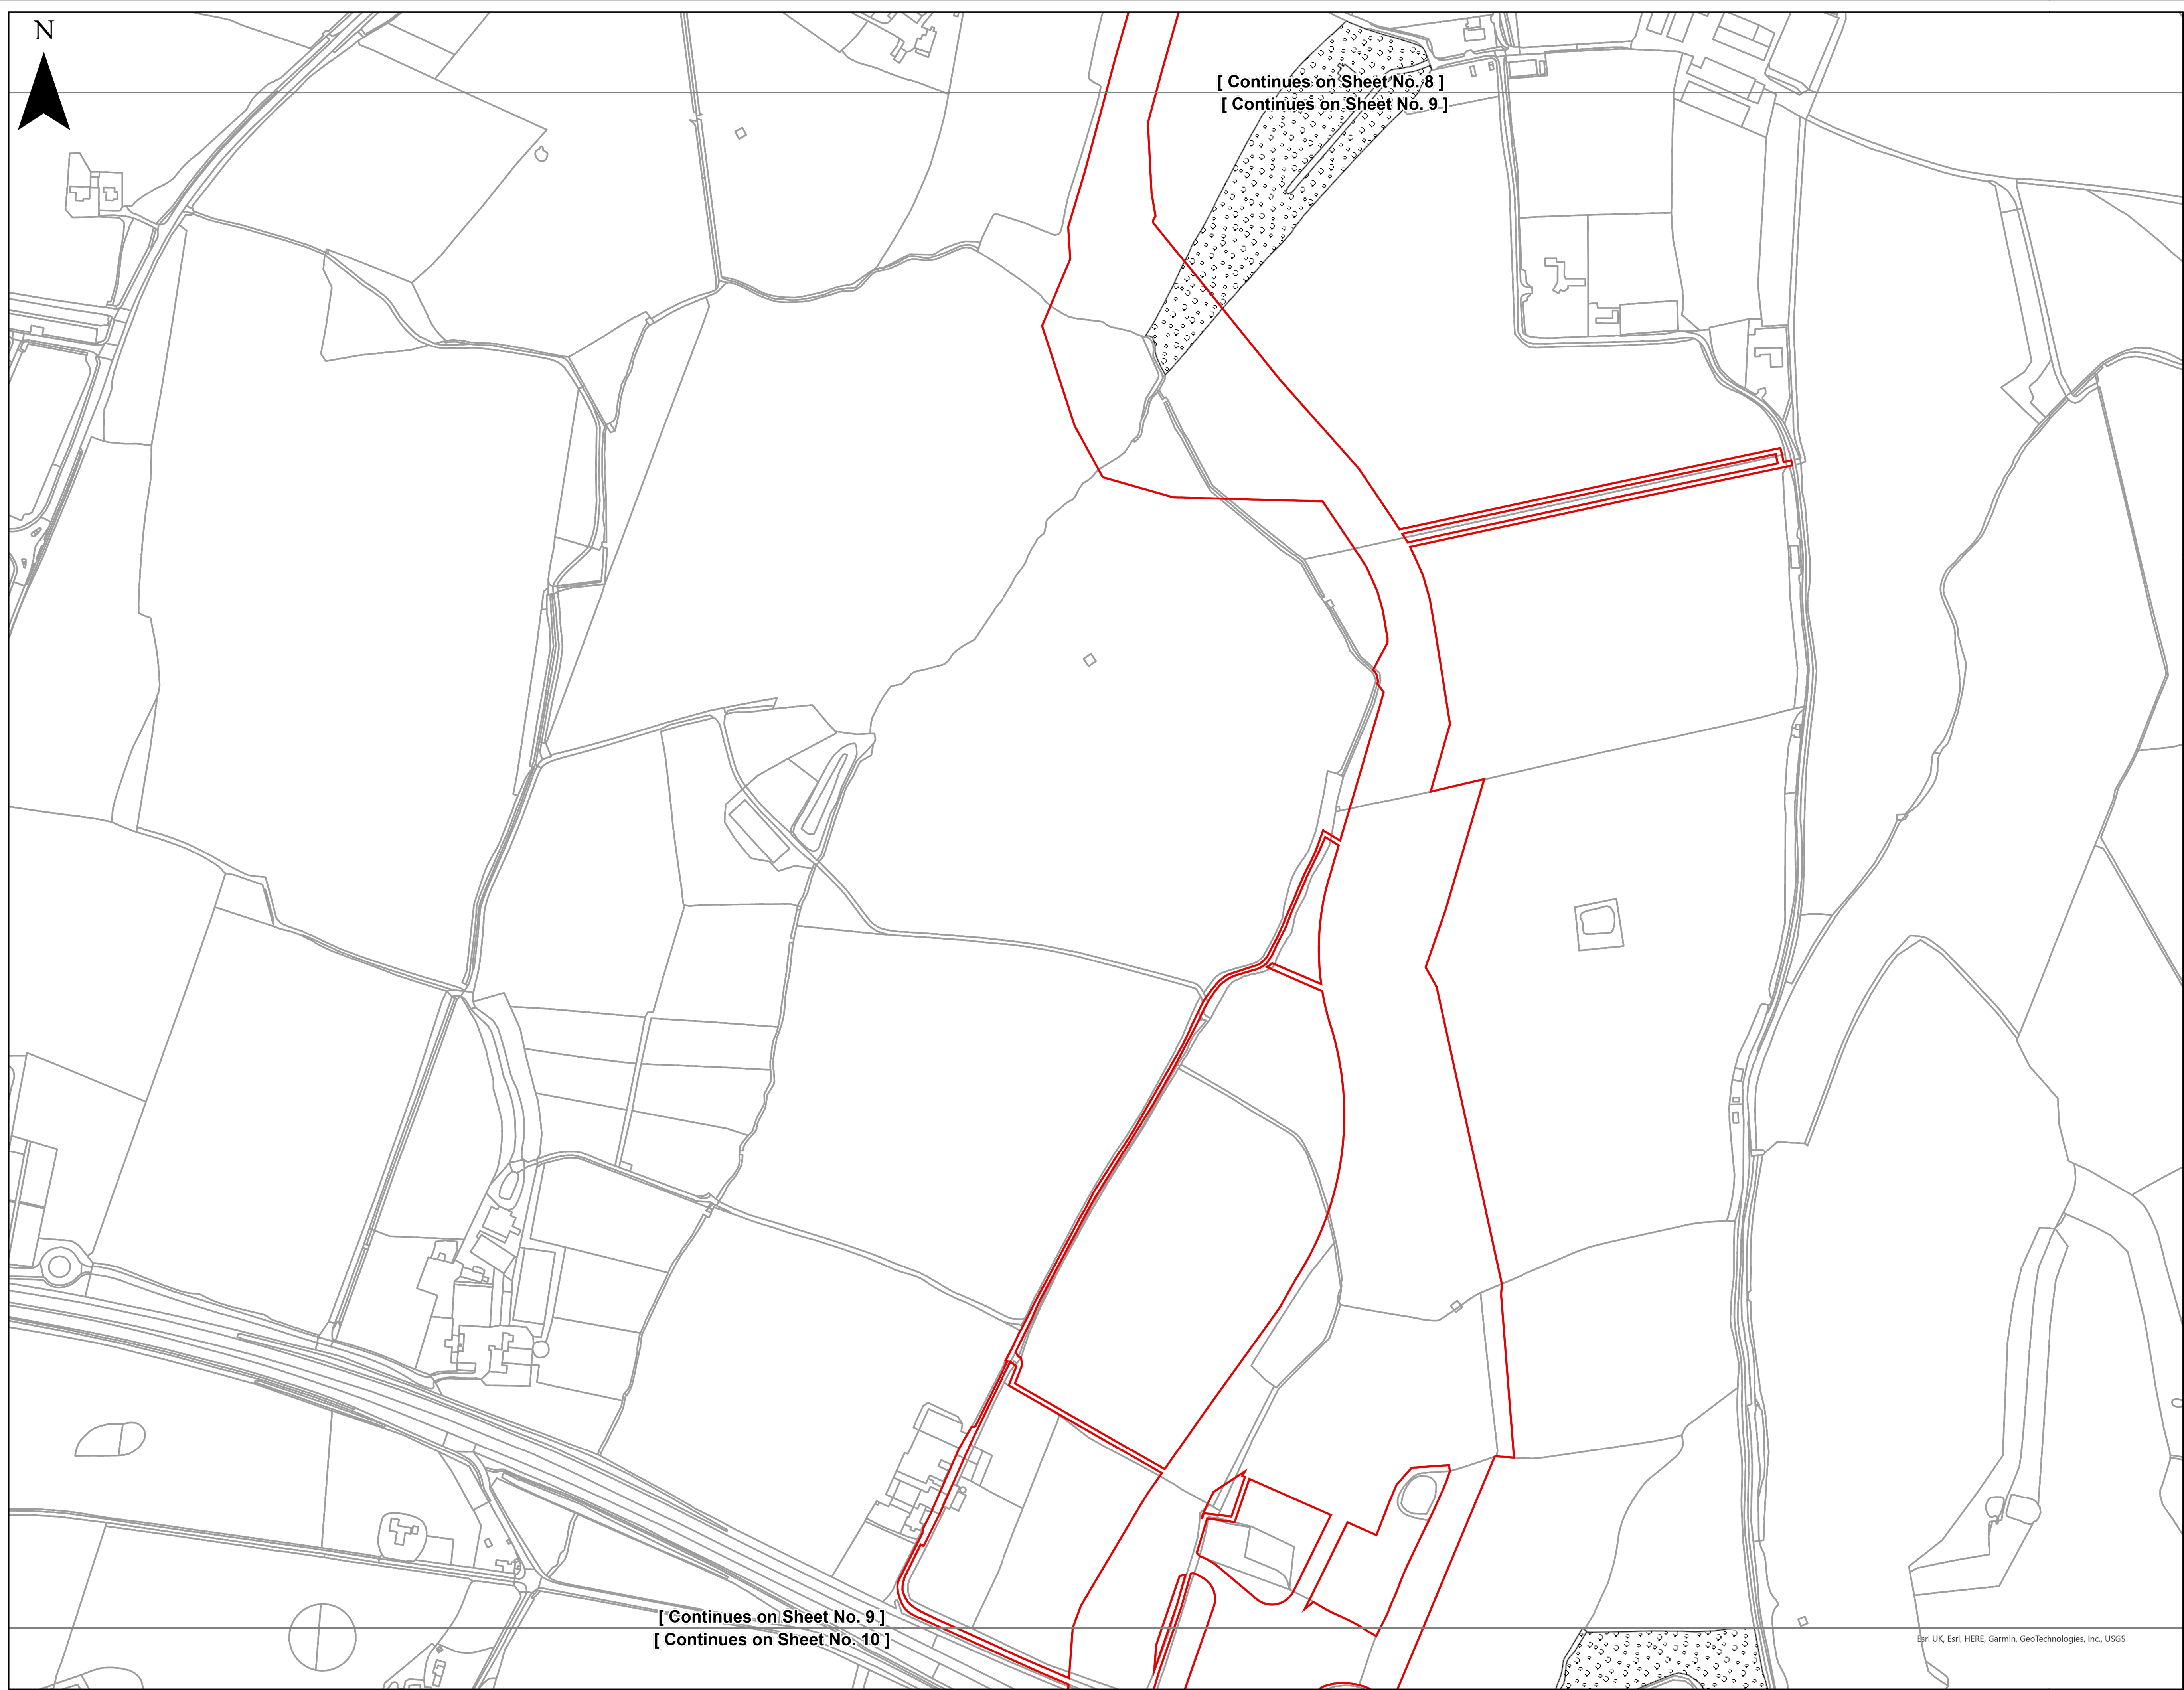 N
[ Continues on Sheet No. 8 ]
[ Continues on Sheet No. 9 ]
[ Continues on Sheet No. 9 ]
[ Continues on Sheet No. 10 ]
Esri UK, Esri, HERE, Garmin, GeoTechnologies, Inc., USGS